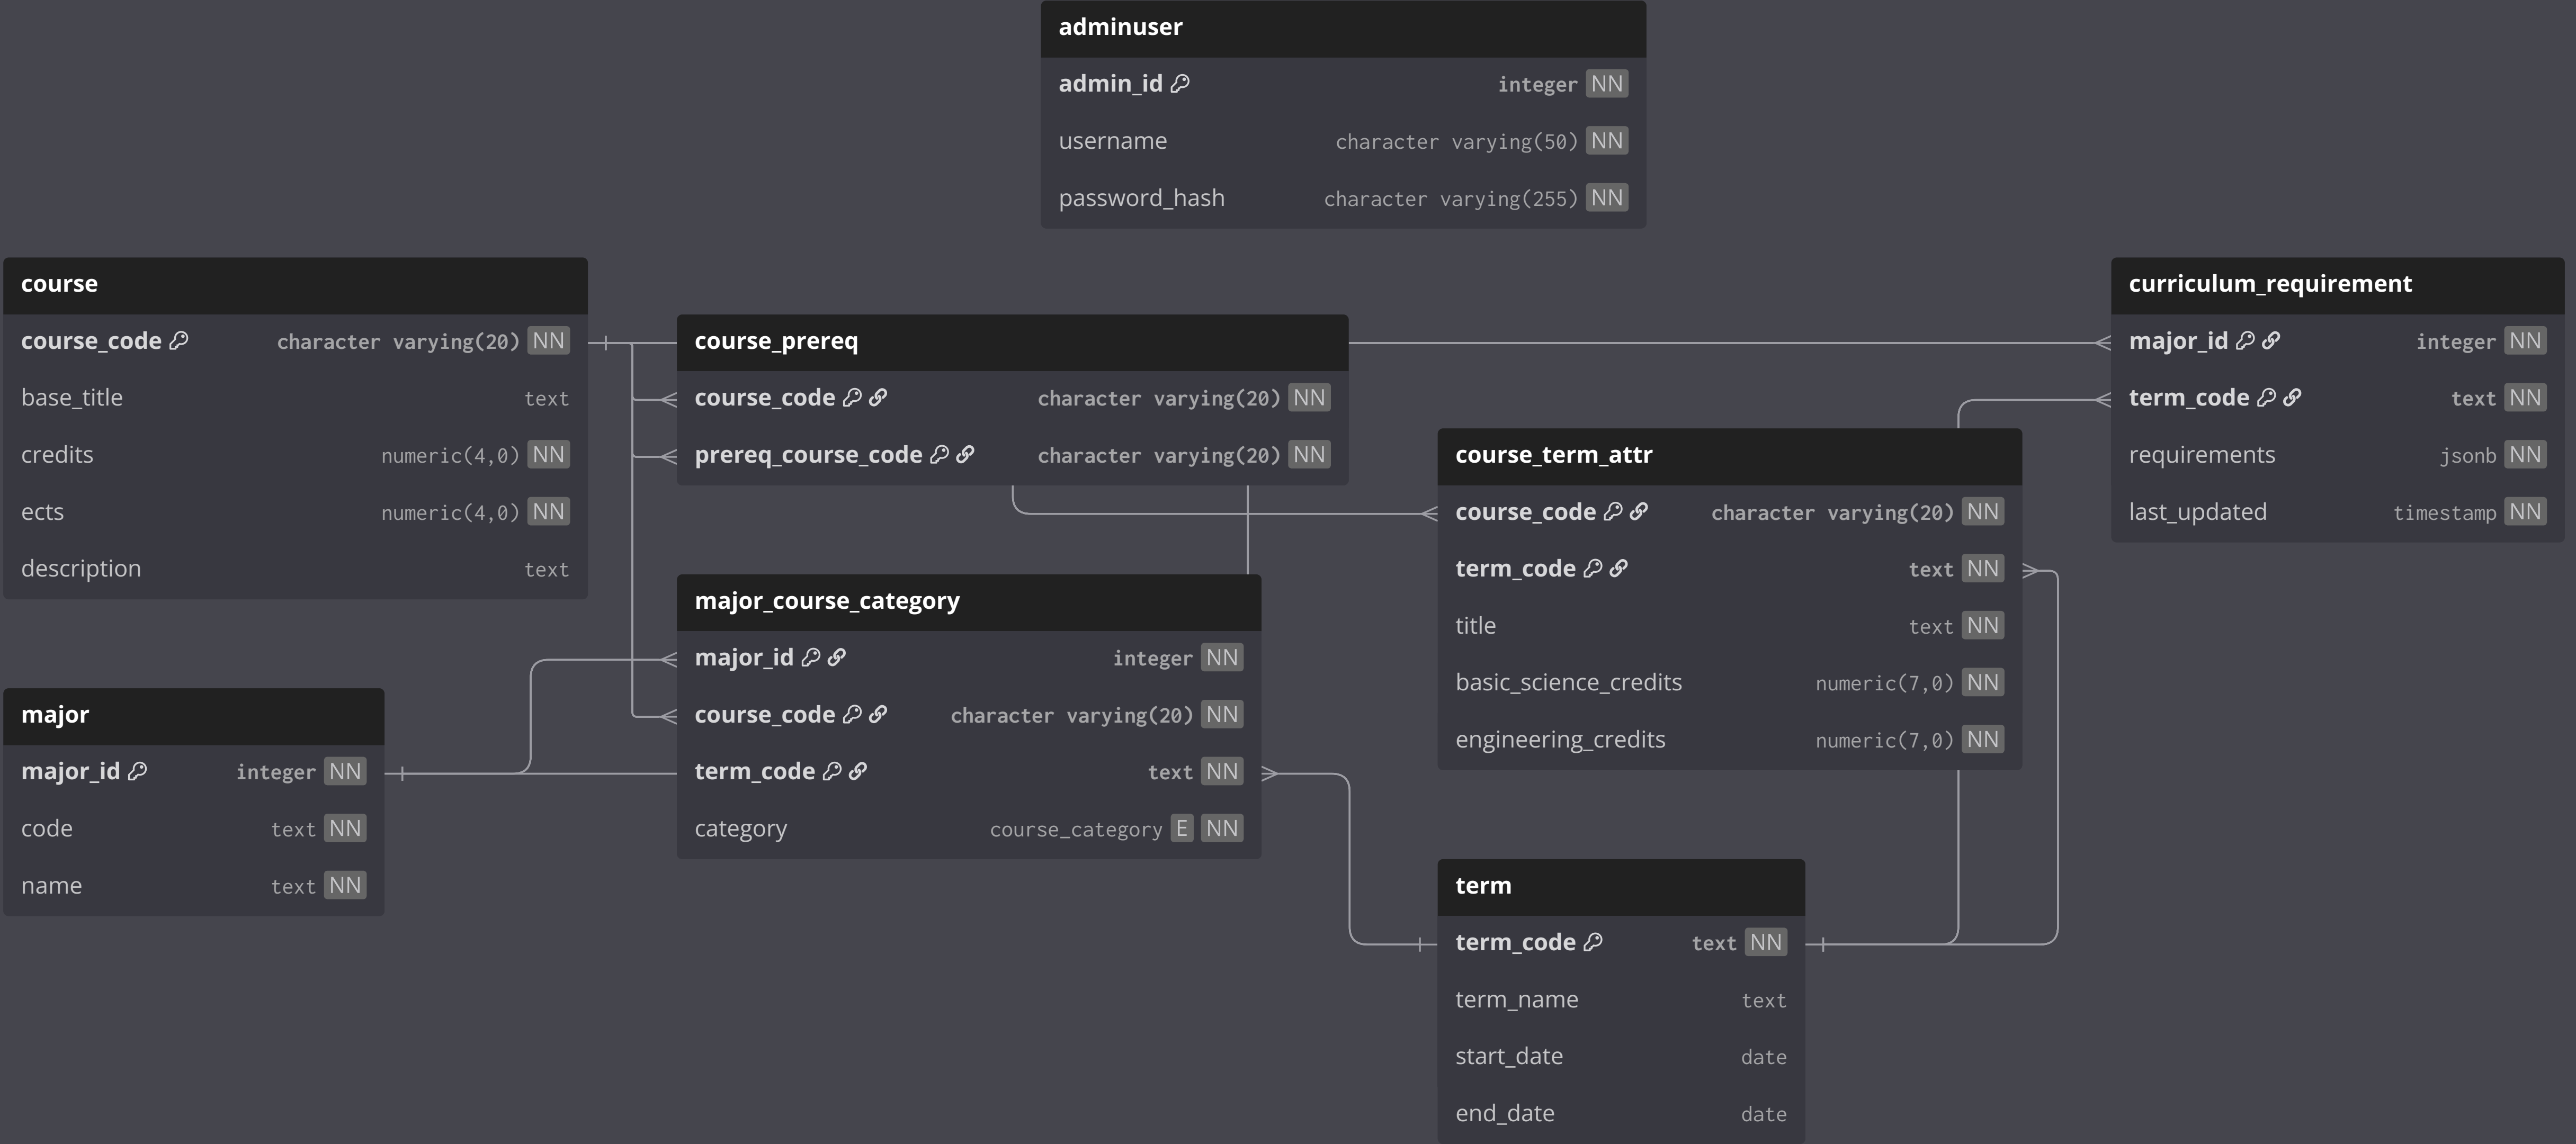 adminuser
admin_id integer NN
username character varying(50) NN
password_hash character varying(255) NN
course
course_code character varying(20) NN
base_title text
credits numeric(4,0) NN
ects numeric(4,0) NN
description text
course_prereq
course_code character varying(20) NN
prereq_course_code character varying(20) NN
curriculum_requirement
major_id integer NN
term_code text NN
requirements jsonb NN
last_updated timestamp NN
course_term_attr
course_code character varying(20) NN
term_code text NN
title text NN
basic_science_credits numeric(7,0) NN
engineering_credits numeric(7,0) NN
major_course_category
major_id integer NN
course_code character varying(20) NN
term_code text NN
category course_category E NN
major
major_id integer NN
code text NN
name text NN
term
term_code text NN
term_name text
start_date date
end_date date